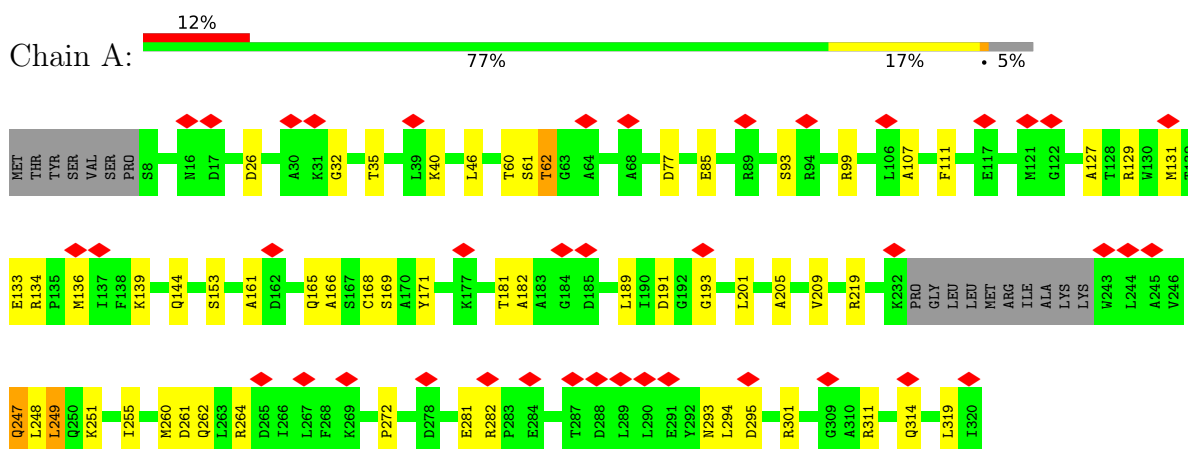 12%
Chain A:
77% 17% • 5%
MET THR TYR SER VAL SER PRO S8 N16 D17 D26 A30 K31 G32 T35 L39 K40 L46 T60 S61 T62 G63 A64 A68 D77 E85 R89 S93 R94 R99 L106 A107 F111 E117 M121 G122 A127 T128 R129 W130 M131 T132
E133 R134 P135 M136 I137 F138 K139 Q144 S153 A161 D162 Q165 A166 S167 C168 S169 A170 Y171 K177 T181 A182 A183 G184 D185 L189 I190 D191 G192 G193 L201 A205 V209 R219 K232 PRO GLY LEU LEU MET ARG ILE ALA LYS LYS W243 L244 A245 V246
Q247 L248 L249 Q250 K251 I255 M260 D261 Q262 L263 R264 D265 I266 L267 F268 K269 P272 D278 E281 R282 P283 E284 T287 D288 L289 L290 E291 Y292 N293 L294 D295 R301 G309 A310 R311 Q314 L319 I320